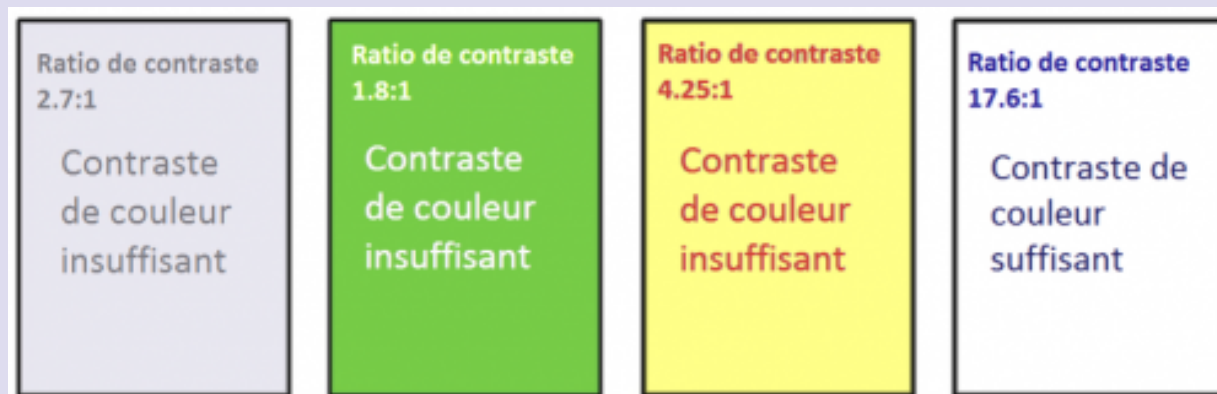 Ratio de contraste
2.7:1
Contraste
de couleur
insuffisant
Ratio de contraste
1.8:1
Contraste
de couleur
insuffisant
Ratio de contraste
4.25:1
Contraste
de couleur
insuffisant
Ratio de contraste
17.6:1
Contraste de
couleur
suffisant